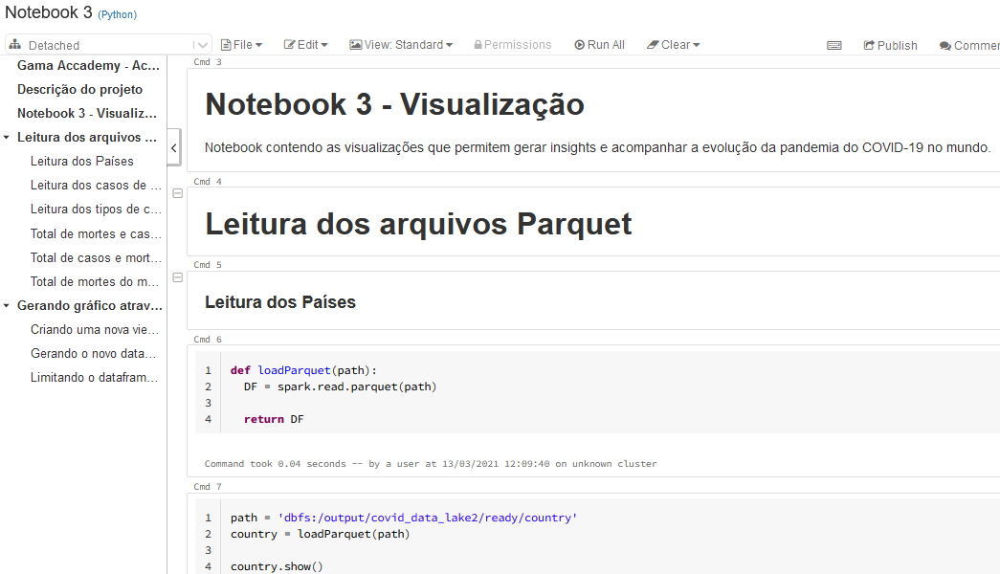 Notebook 3 (Python)
Detached
File
Edit
View: Standard
Permissions
Run All
Clear
Publish
Commen
Gama Accademy - Ac...
Descrição do projeto
Notebook 3 - Visualiz...
Leitura dos arquivos ...
Leitura dos Países
Leitura dos casos de ...
Leitura dos tipos de c...
Total de mortes e cas...
Total de casos e mort...
Total de mortes do m...
Gerando gráfico atrav...
Criando uma nova vie...
Gerando o novo data...
Limitando o datafram...
Cmd 3
Notebook 3 - Visualização
Notebook contendo as visualizações que permitem gerar insights e acompanhar a evolução da pandemia do COVID-19 no mundo.
Cmd 4
Leitura dos arquivos Parquet
Cmd 5
Leitura dos Países
Cmd 6
1 def loadParquet(path):
2 DF = spark.read.parquet(path)
3
4 return DF
Command took 0.04 seconds -- by a user at 13/03/2021 12:09:40 on unknown cluster
Cmd 7
1 path = 'dbfs:/output/covid_data_lake2/ready/country'
2 country = loadParquet(path)
3
4 country.show()